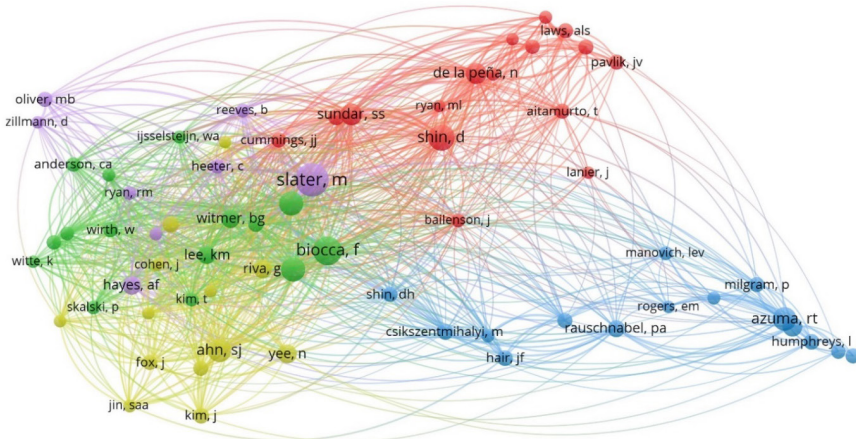 laws, als
pavlik, jv
de la peña, n
oliver, mb
zillmann, d
reeves, b
ryan, ml
sundar, ss
aitamurto, t
ijsselsteijn, wa
cummings, jj
shin, d
anderson, ca
heeter, c
lanier, j
slater, m
ryan, rm
witmer, bg
bailenson, j
wirth, w
biocca, f
lee, km
manovich, lev
witte, k
cohen, j
riva, g
hayes, af
milgram, p
shin, dh
kim, t
skalski, p
rogers, em
azuma, rt
csikszentmihalyi, m
rauschnabel, pa
humphreys, l
ahn, sj
yee, n
hair, jf
fox, j
jin, saa
kim, j